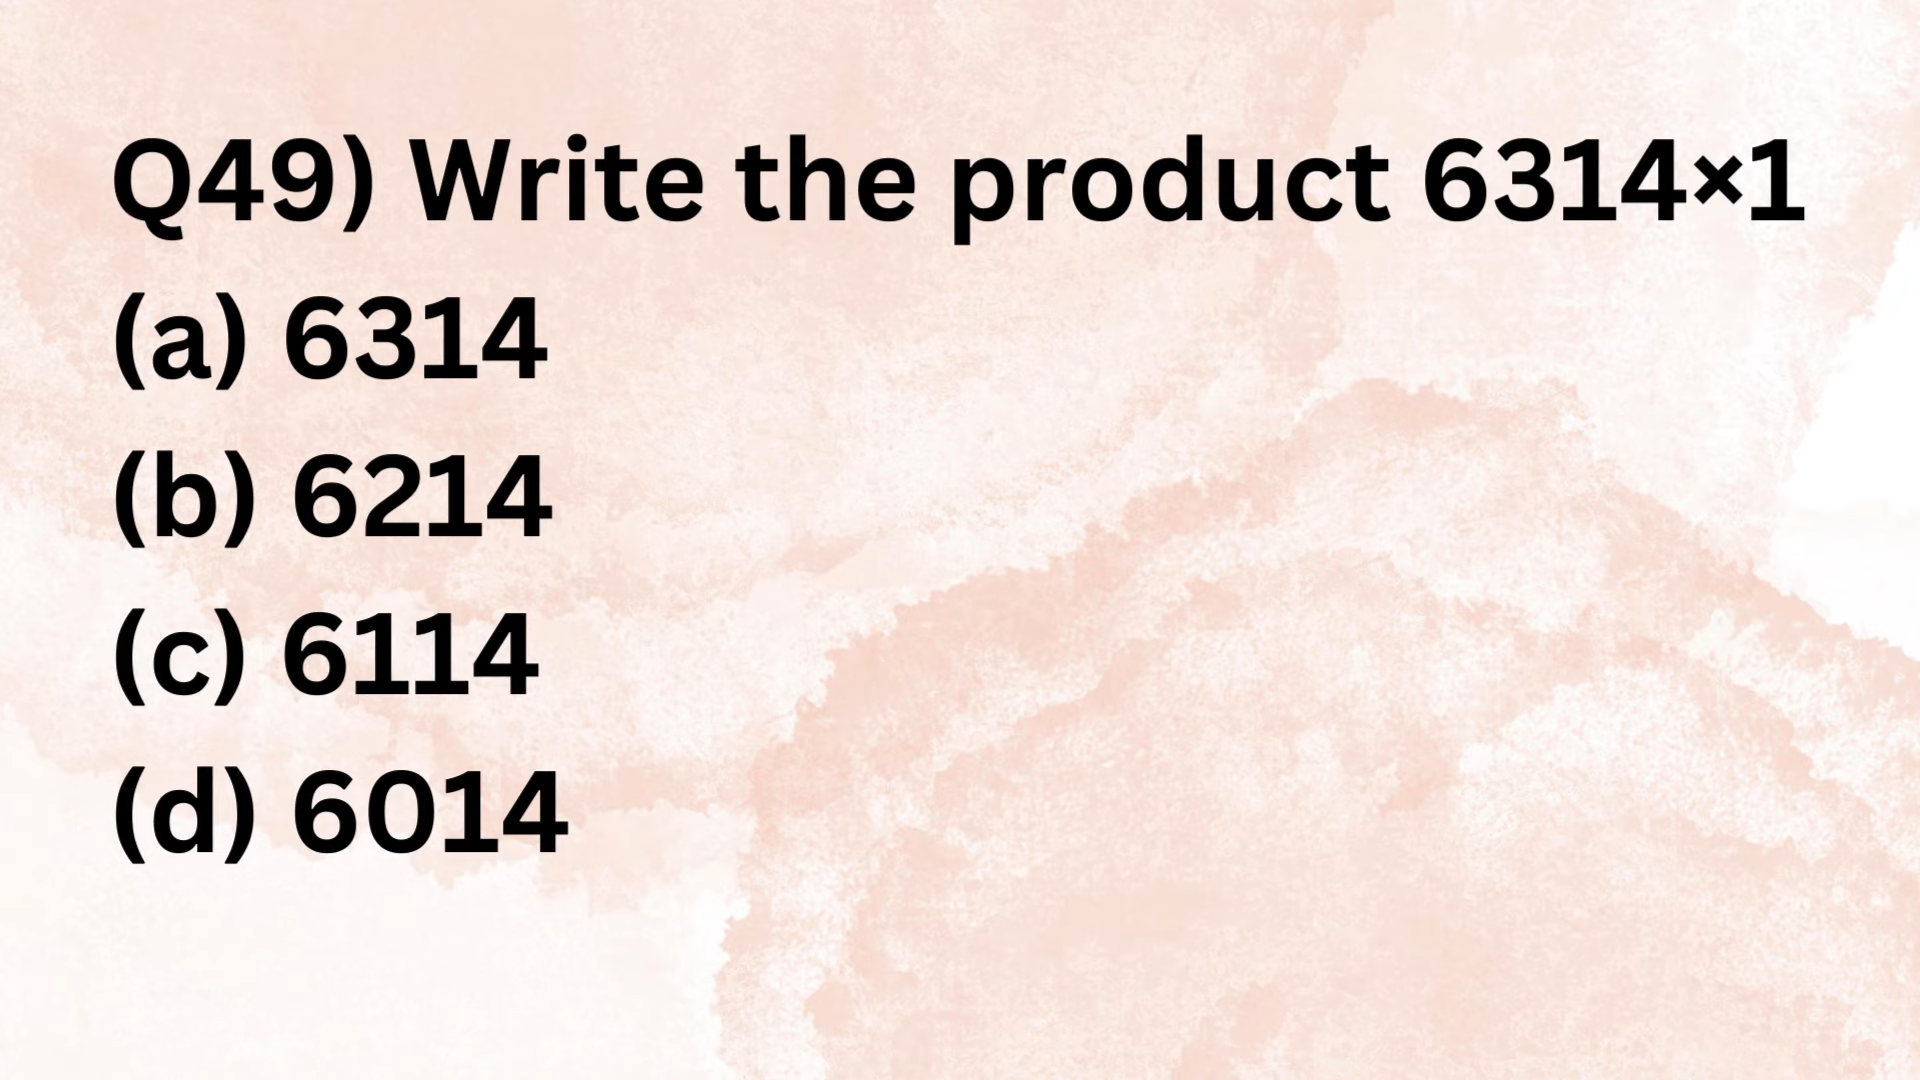 Q49) Write the product 6314×1
(a) 6314
(b) 6214
(c) 6114
(d) 6014